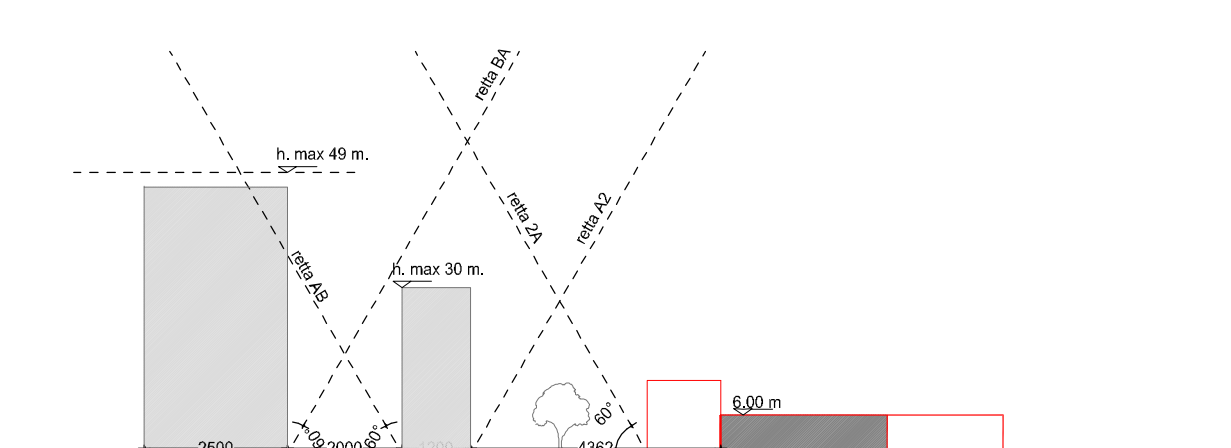 retta BA
h. max 49 m.
retta 2A
retta A2
retta AB
h. max 30 m.
6.00 m
60°
60°
60°
2500
2000
1200
4362